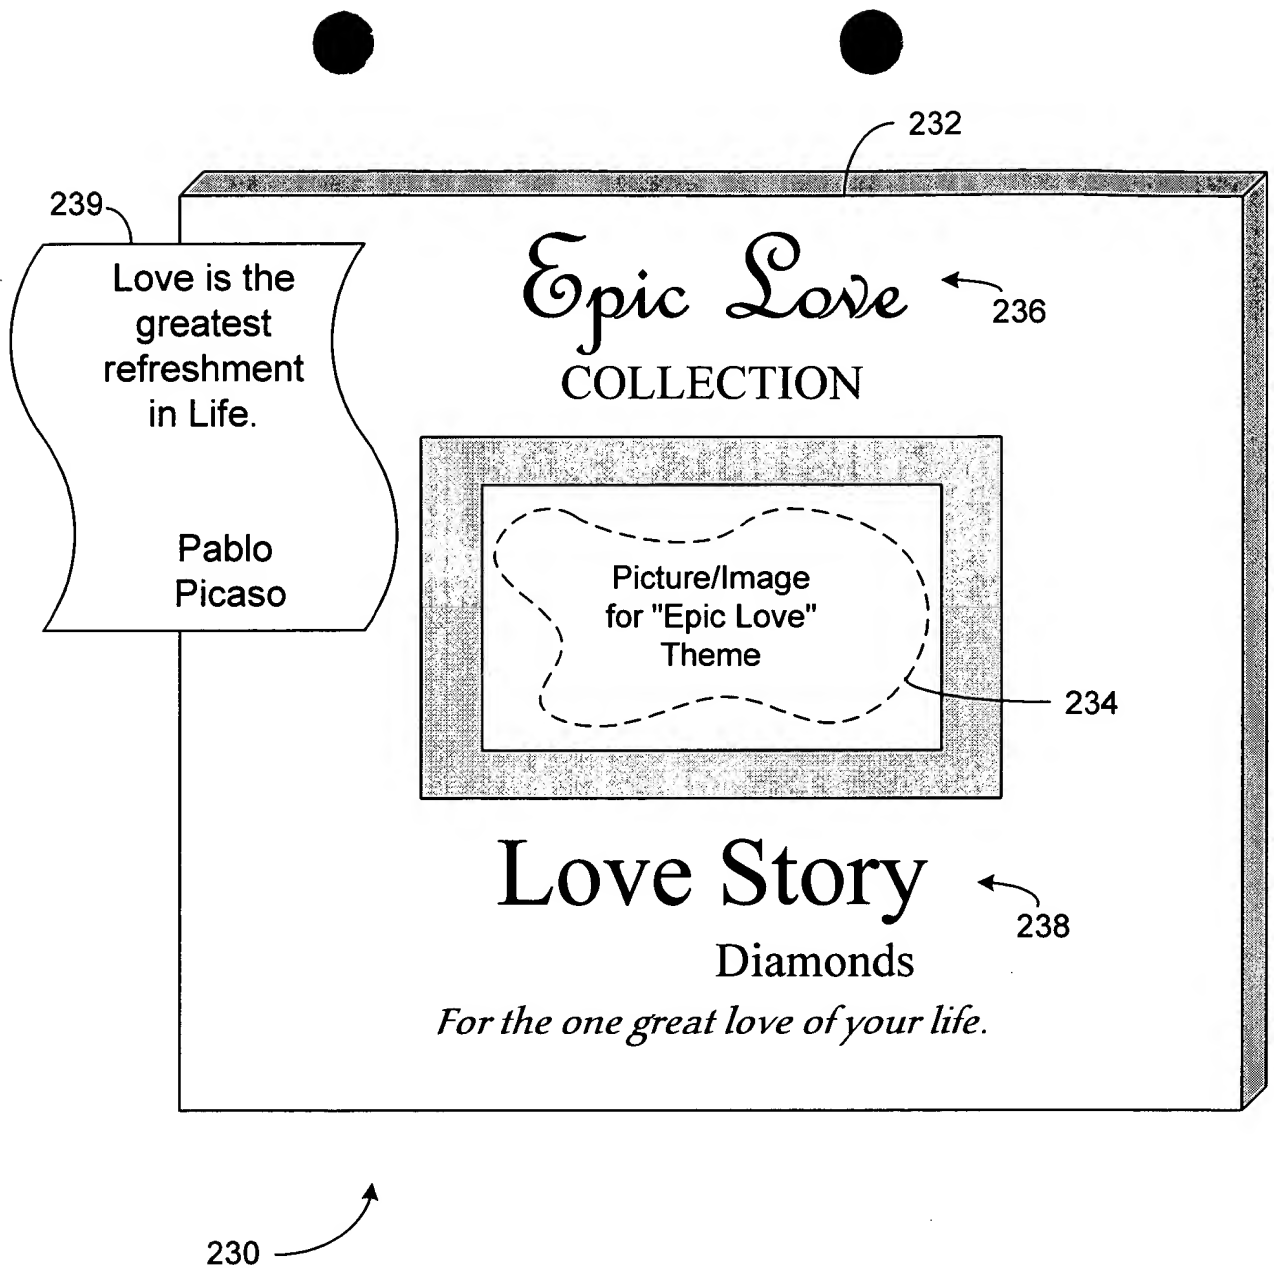 232
239
Love is the
greatest
refreshment
in Life.
Pablo
Picaso
Epic Love
236
COLLECTION
Picture/Image
for "Epic Love"
Theme
234
Love Story
238
Diamonds
For the one great love of your life.
230